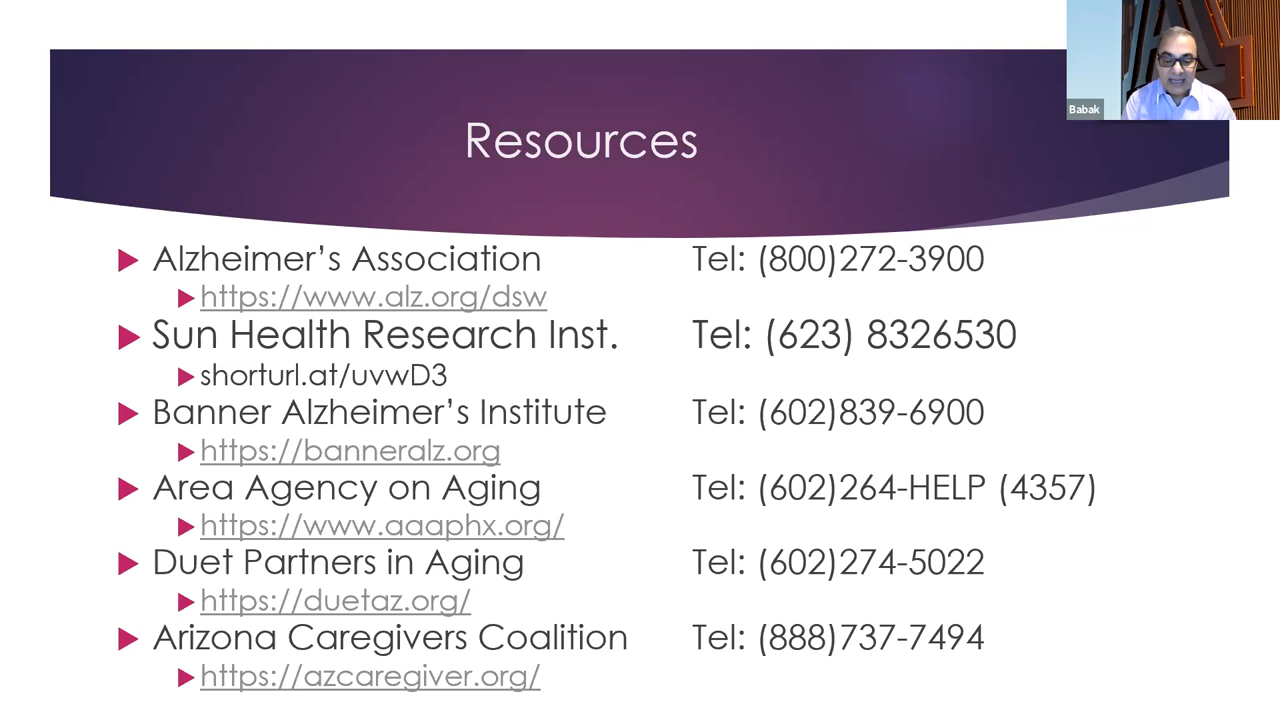 Babak
Resources
Alzheimer’s Association Tel: (800)272-3900
https://www.alz.org/dsw
Sun Health Research Inst. Tel: (623) 8326530
shorturl.at/uvwD3
Banner Alzheimer’s Institute Tel: (602)839-6900
https://banneralz.org
Area Agency on Aging Tel: (602)264-HELP (4357)
https://www.aaaphx.org/
Duet Partners in Aging Tel: (602)274-5022
https://duetaz.org/
Arizona Caregivers Coalition Tel: (888)737-7494
https://azcaregiver.org/